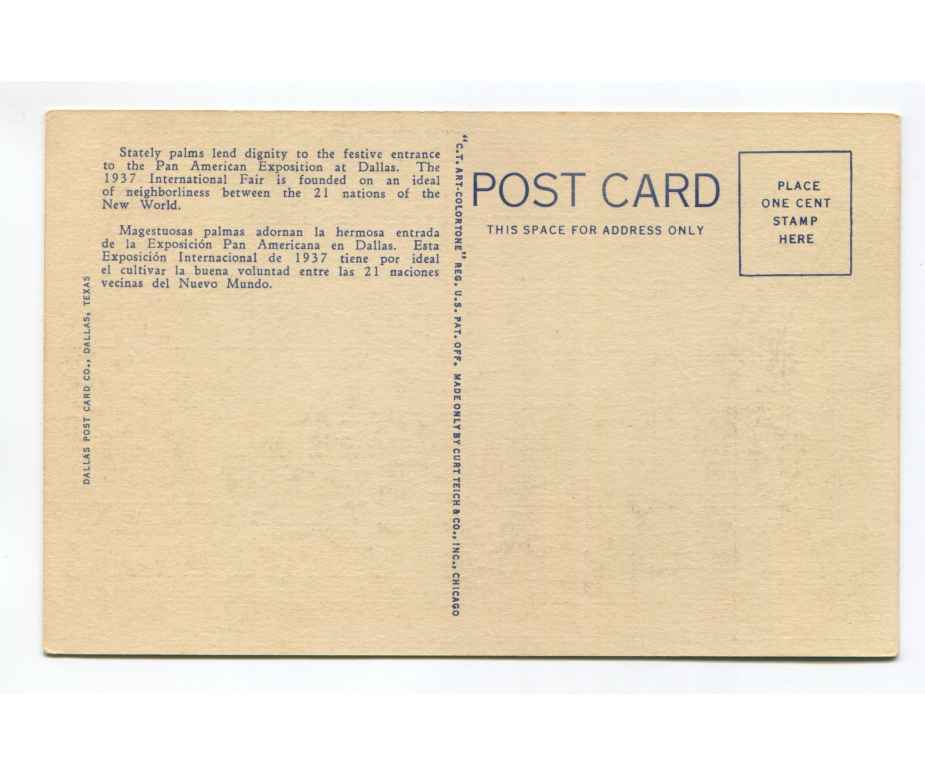 Stately palms lend dignity to the festive entrance
to the Pan American Exposition at Dallas. The
1937 International Fair is founded on an ideal
of neighborliness between the 21 nations of the
New World.
Magestuosas palmas adornan la hermosa entrada
de la Exposición Pan Americana en Dallas. Esta
Exposición Internacional de 1937 tiene por ideal
el cultivar la buena voluntad entre las 21 naciones
vecinas del Nuevo Mundo.
DALLAS POST CARD CO., DALLAS, TEXAS
"C.T. ART-COLORTONE" REG. U.S. PAT. OFF. MADE ONLY BY CURT TEICH & CO., INC., CHICAGO
POST CARD
THIS SPACE FOR ADDRESS ONLY
PLACE
ONE CENT
STAMP
HERE